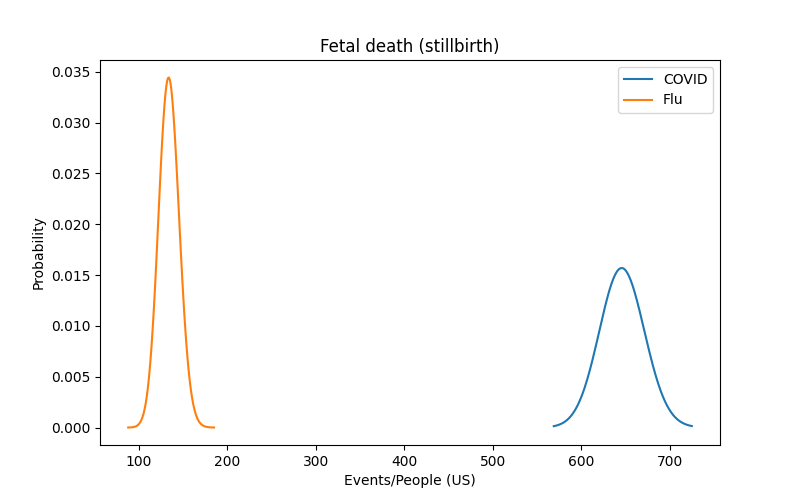 Fetal death (stillbirth)
COVID
Flu
Probability
0.035
0.030
0.025
0.020
0.015
0.010
0.005
0.000
100 200 300 400 500 600 700
Events/People (US)